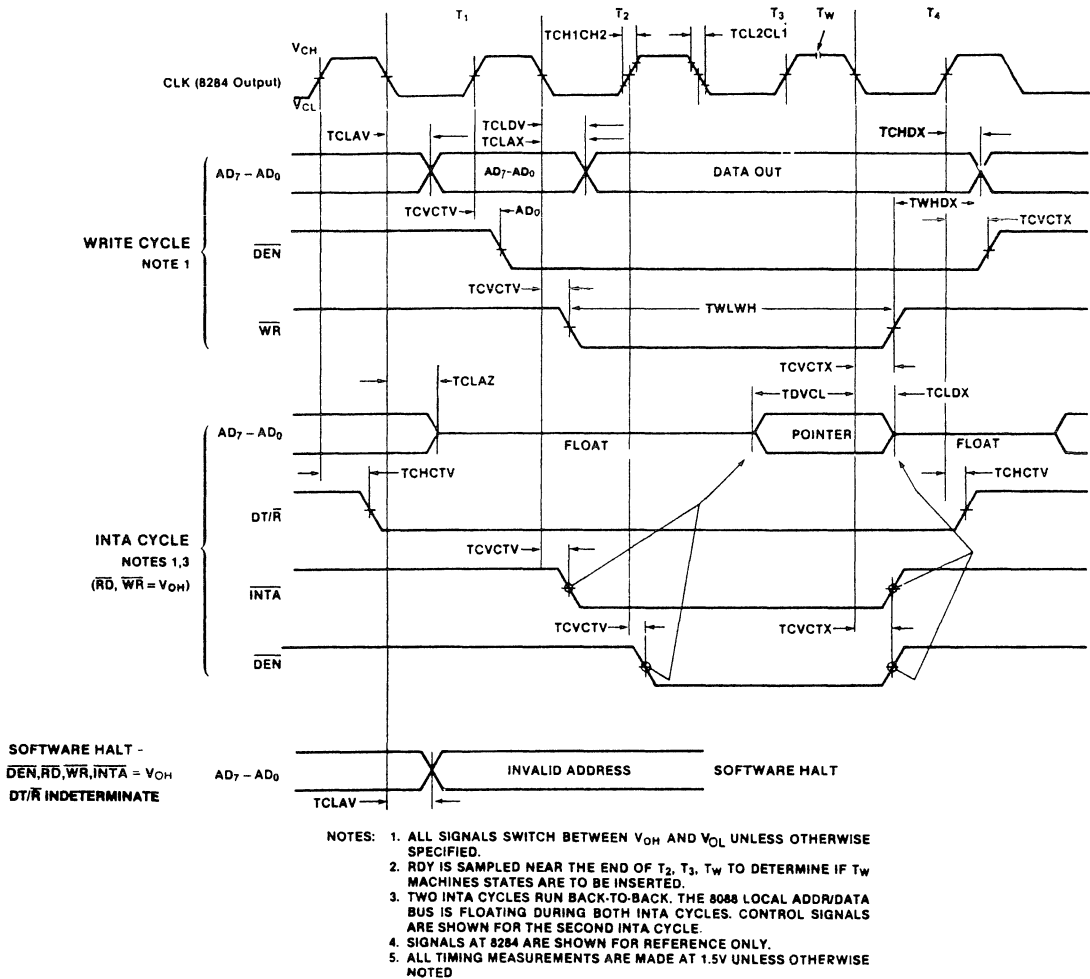 T1 T2 T3 TW T4
TCH1CH2 TCL2CL1
VCH
CLK (8284 Output)
VCL
TCLAV TCLDV TCHDX
TCLAX
AD7 – AD0 AD7-AD0 DATA OUT
TCVCTV AD0 TWHDX TCVCTX
WRITE CYCLE
NOTE 1
DEN
TCVCTV TWLWH
WR
TCVCTX
TCLAZ TDVCL TCLDX
AD7 – AD0 FLOAT POINTER FLOAT
TCHCTV TCHCTV
DT/R
INTA CYCLE
NOTES 1,3
(RD, WR = VOH)
TCVCTV
INTA
TCVCTV TCVCTX
DEN
SOFTWARE HALT –
DEN,RD,WR,INTA = VOH
DT/R INDETERMINATE
AD7 – AD0 INVALID ADDRESS SOFTWARE HALT
TCLAV
NOTES: 1. ALL SIGNALS SWITCH BETWEEN VOH AND VOL UNLESS OTHERWISE
SPECIFIED.
2. RDY IS SAMPLED NEAR THE END OF T2, T3, TW TO DETERMINE IF TW
MACHINES STATES ARE TO BE INSERTED.
3. TWO INTA CYCLES RUN BACK-TO-BACK. THE 8088 LOCAL ADDR/DATA
BUS IS FLOATING DURING BOTH INTA CYCLES. CONTROL SIGNALS
ARE SHOWN FOR THE SECOND INTA CYCLE.
4. SIGNALS AT 8284 ARE SHOWN FOR REFERENCE ONLY.
5. ALL TIMING MEASUREMENTS ARE MADE AT 1.5V UNLESS OTHERWISE
NOTED